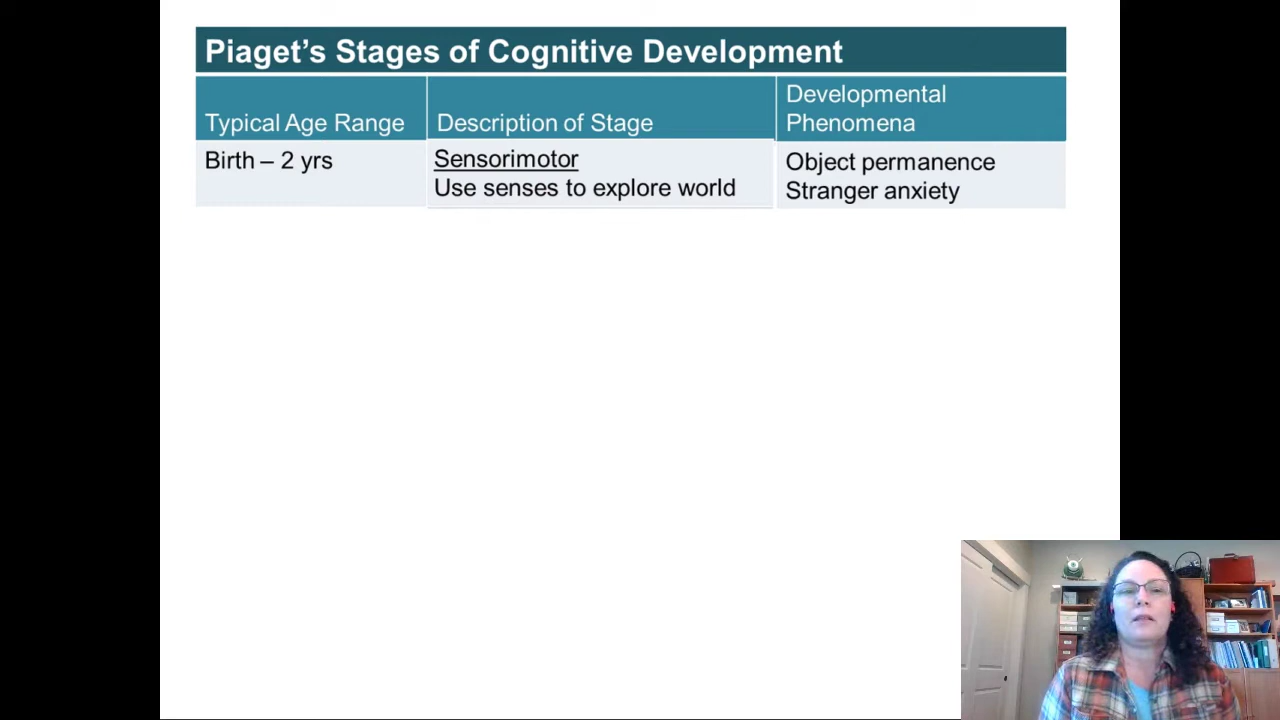 Piaget’s Stages of Cognitive Development
Typical Age Range
Description of Stage
Developmental
Phenomena
Birth – 2 yrs
Sensorimotor
Use senses to explore world
Object permanence
Stranger anxiety